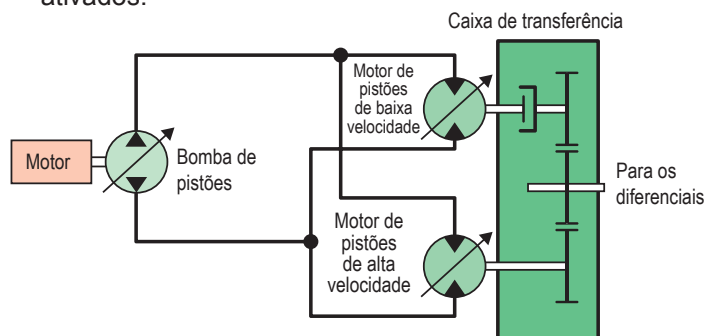 ativados.
Caixa de transferência
Motor de
pistões
de baixa
velocidade
Motor
Bomba de
pistões
Para os
diferenciais
Motor de
pistões
de alta
velocidade